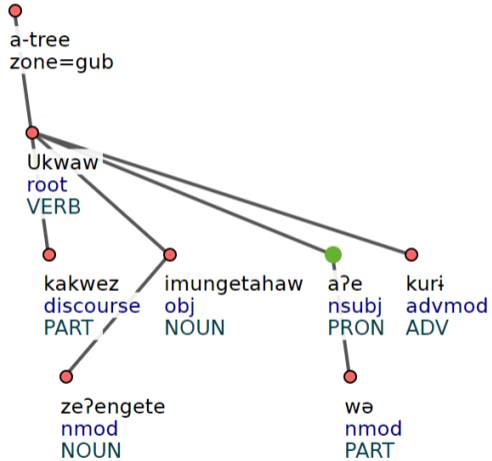 a-tree
zone=gub
Ukwaw
root
VERB
kakwez
discourse
PART
imungetahaw
obj
NOUN
aʔe
nsubj
PRON
kurɨ
advmod
ADV
zeʔengete
nmod
NOUN
wə
nmod
PART